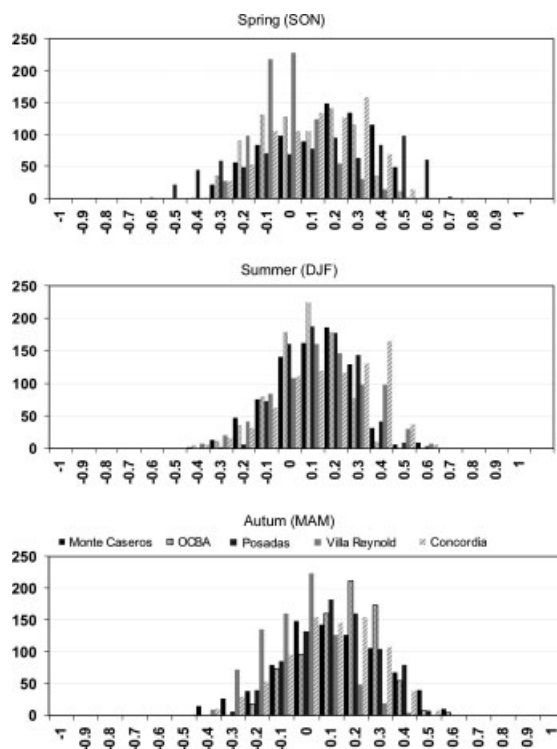 Spring (SON)
250
200
150
100
50
0
-1 -0.9 -0.8 -0.7 -0.6 -0.5 -0.4 -0.3 -0.2 -0.1 0 0.1 0.2 0.3 0.4 0.5 0.6 0.7 0.8 0.9 1
Summer (DJF)
250
200
150
100
50
0
-1 -0.9 -0.8 -0.7 -0.6 -0.5 -0.4 -0.3 -0.2 -0.1 0 0.1 0.2 0.3 0.4 0.5 0.6 0.7 0.8 0.9 1
Autum (MAM)
Monte Caseros OCBA Posadas Villa Reynold Concordia
250
200
150
100
50
0
-1 -0.9 -0.8 -0.7 -0.6 -0.5 -0.4 -0.3 -0.2 -0.1 0 0.1 0.2 0.3 0.4 0.5 0.6 0.7 0.8 0.9 1